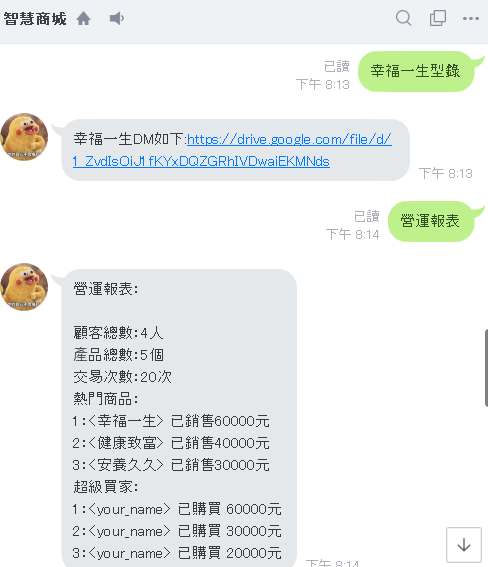 智慧商城
已讀
下午 8:13
幸福一生型錄
幸福一生DM如下:https://drive.google.com/file/d/
1_ZvdIsOiJ1fKYxDQZGRhIVDwaiEKMNds
下午 8:13
已讀
下午 8:14
營運報表
營運報表:
顧客總數:4人
產品總數:5個
交易次數:20次
熱門商品:
1:<幸福一生> 已銷售60000元
2:<健康致富> 已銷售40000元
3:<安養久久> 已銷售30000元
超級買家:
1:<your_name> 已購買 60000元
2:<your_name> 已購買 30000元
3:<your_name> 已購買 20000元
下午 8:14